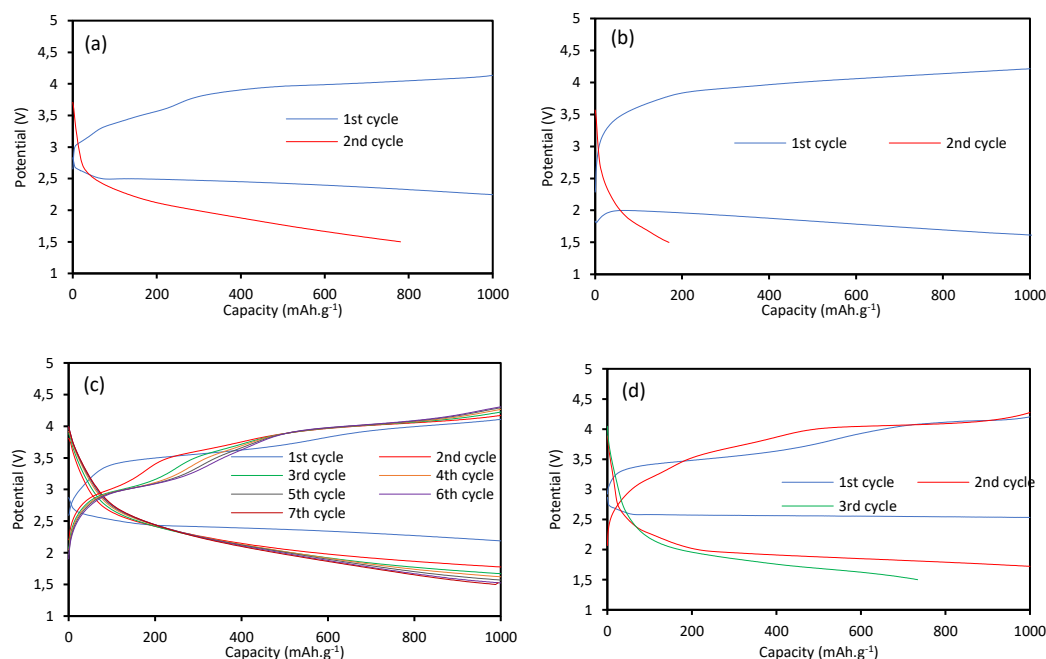 (a)
5
4,5
4
3,5
3
2,5
2
1,5
1
Potential (V)
1st cycle
2nd cycle
0 200 400 600 800 1000
Capacity (mAh.g-1)
(b)
5
4,5
4
3,5
3
2,5
2
1,5
1
Potential (V)
1st cycle 2nd cycle
0 200 400 600 800 1000
Capacity (mAh.g-1)
(c)
5
4,5
4
3,5
3
2,5
2
1,5
1
Potential (V)
1st cycle 2nd cycle
3rd cycle 4th cycle
5th cycle 6th cycle
7th cycle
0 200 400 600 800 1000
Capacity (mAh.g-1)
(d)
5
4,5
4
3,5
3
2,5
2
1,5
1
Potential (V)
1st cycle 2nd cycle
3rd cycle
0 200 400 600 800 1000
Capacity (mAh.g-1)